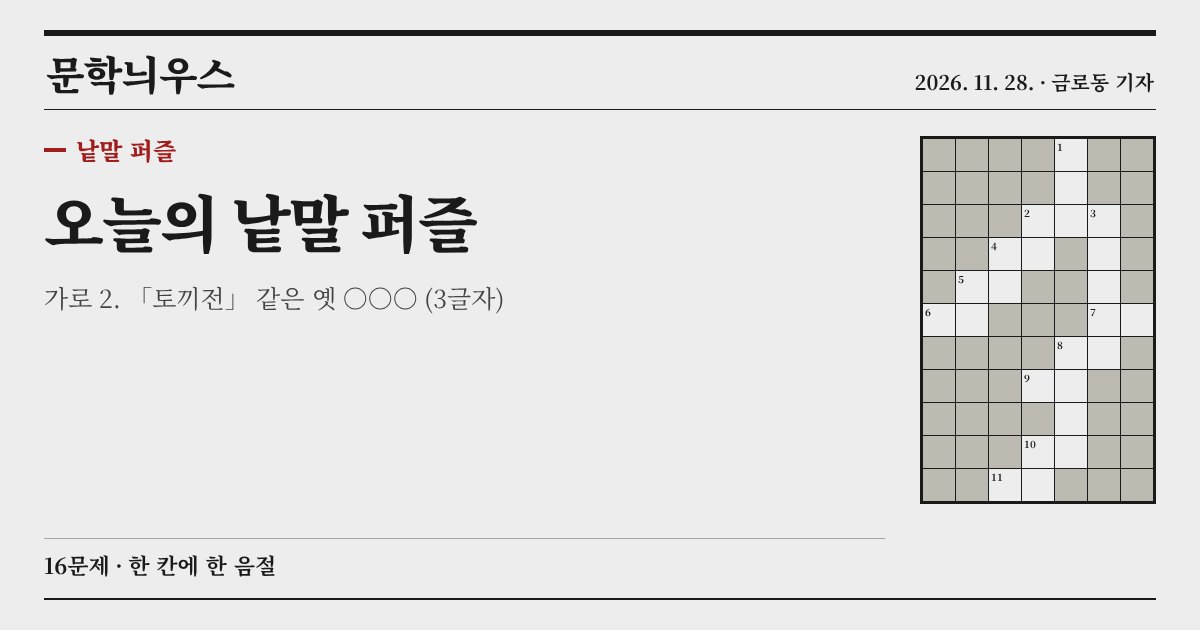 문학늬우스
2026. 11. 28. · 금로동 기자
낱말 퍼즐
오늘의 낱말 퍼즐
가로 2. 「토끼전」 같은 옛 ○○○ (3글자)
1
2 3
4
5
6 7
8
9
10
11
16문제 · 한 칸에 한 음절